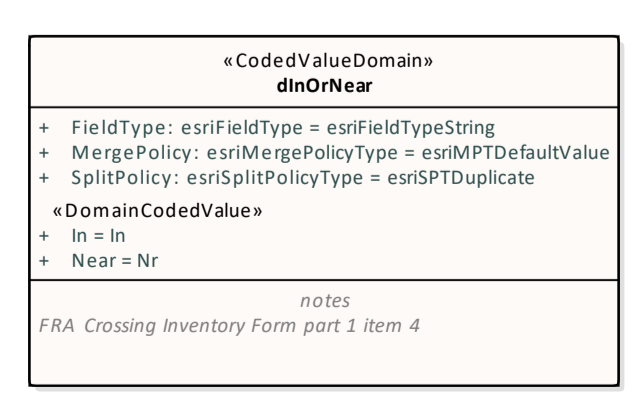 «CodedValueDomain»
dInOrNear
+ FieldType: esriFieldType = esriFieldTypeString
+ MergePolicy: esriMergePolicyType = esriMPTDefaultValue
+ SplitPolicy: esriSplitPolicyType = esriSPTDuplicate
«DomainCodedValue»
+ In = In
+ Near = Nr
notes
FRA Crossing Inventory Form part 1 item 4